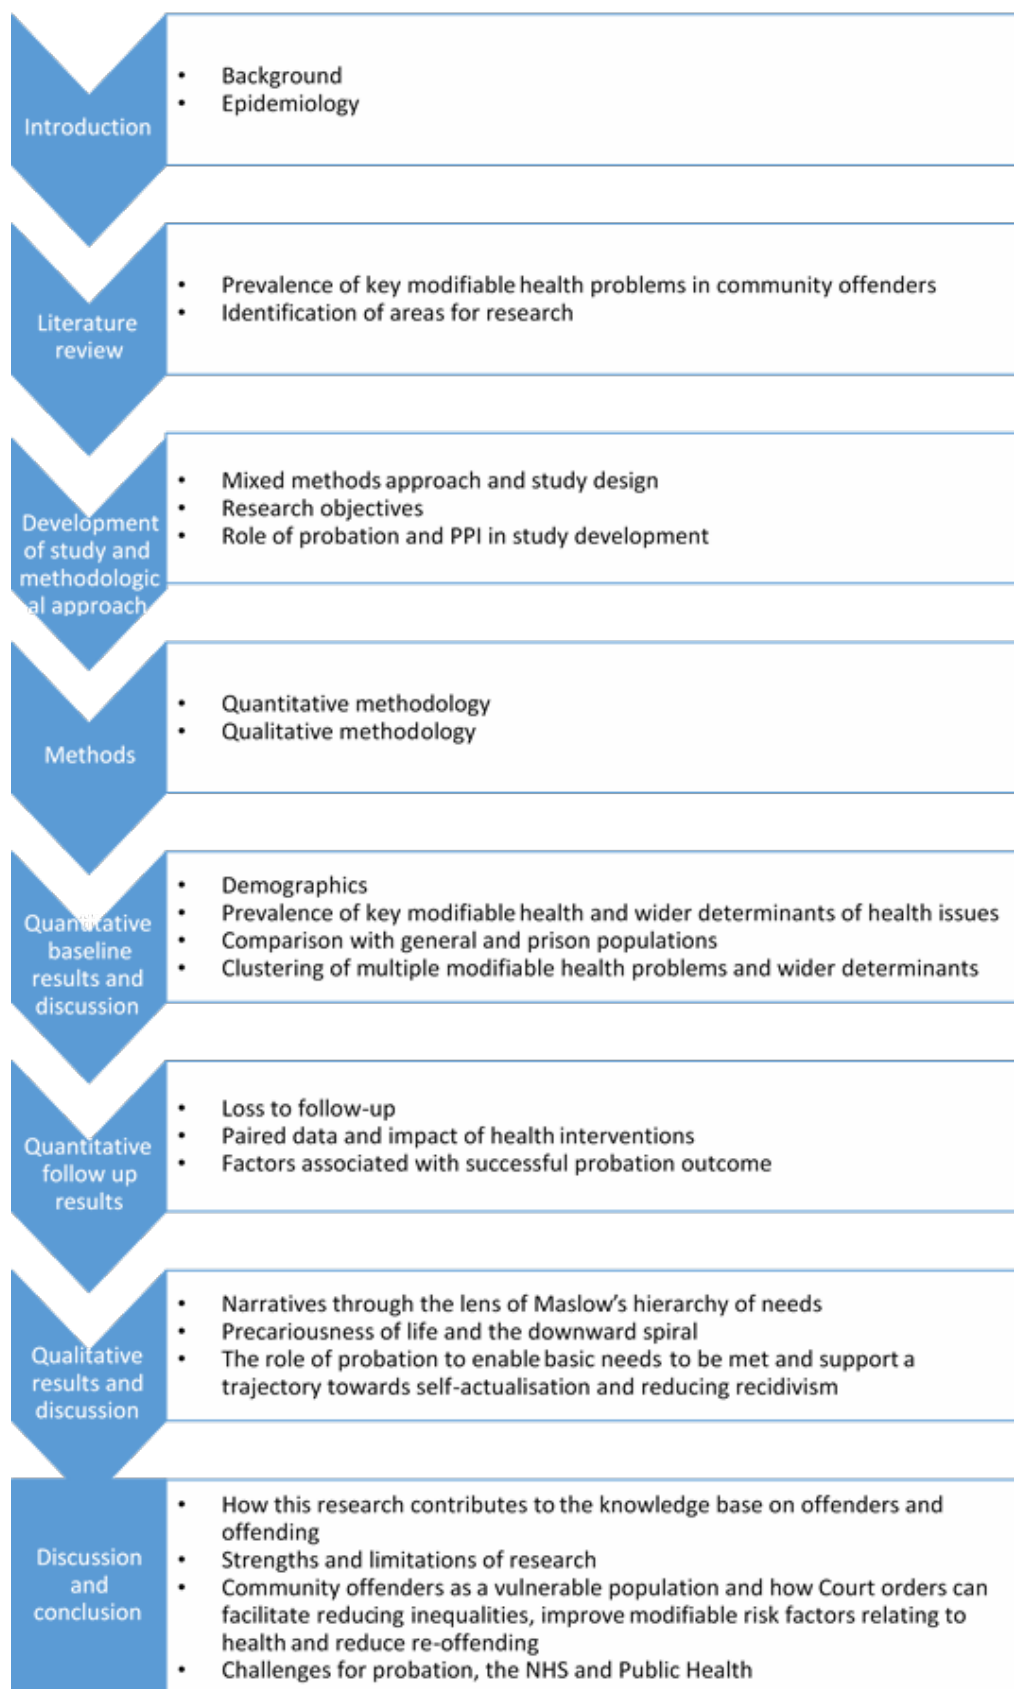 Introduction
• Background
• Epidemiology
Literature
review
• Prevalence of key modifiable health problems in community offenders
• Identification of areas for research
Development
of study and
methodologic
al approach
• Mixed methods approach and study design
• Research objectives
• Role of probation and PPI in study development
Methods
• Quantitative methodology
• Qualitative methodology
Quantitative
baseline
results and
discussion
• Demographics
• Prevalence of key modifiable health and wider determinants of health issues
• Comparison with general and prison populations
• Clustering of multiple modifiable health problems and wider determinants
Quantitative
follow up
results
• Loss to follow-up
• Paired data and impact of health interventions
• Factors associated with successful probation outcome
Qualitative
results and
discussion
• Narratives through the lens of Maslow's hierarchy of needs
• Precariousness of life and the downward spiral
• The role of probation to enable basic needs to be met and support a
trajectory towards self-actualisation and reducing recidivism
Discussion
and
conclusion
• How this research contributes to the knowledge base on offenders and
offending
• Strengths and limitations of research
• Community offenders as a vulnerable population and how Court orders can
facilitate reducing inequalities, improve modifiable risk factors relating to
health and reduce re-offending
• Challenges for probation, the NHS and Public Health